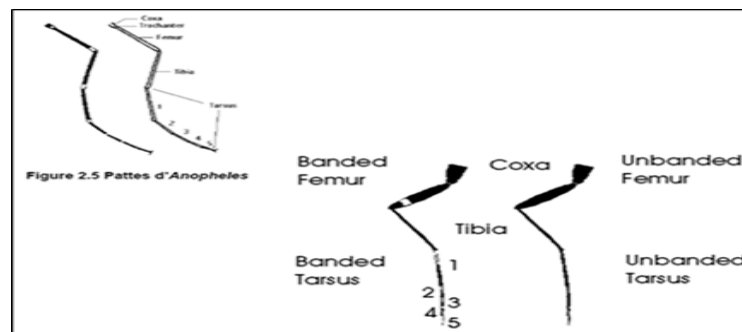 Coxa
Trochanter
Femur
Tibia
Tarsus
1
2
3
4
5
Figure 2.5 Pattes d'Anopheles
Banded
Femur
Coxa
Unbanded
Femur
Tibia
Banded
Tarsus
1
2
3
4
5
Unbanded
Tarsus